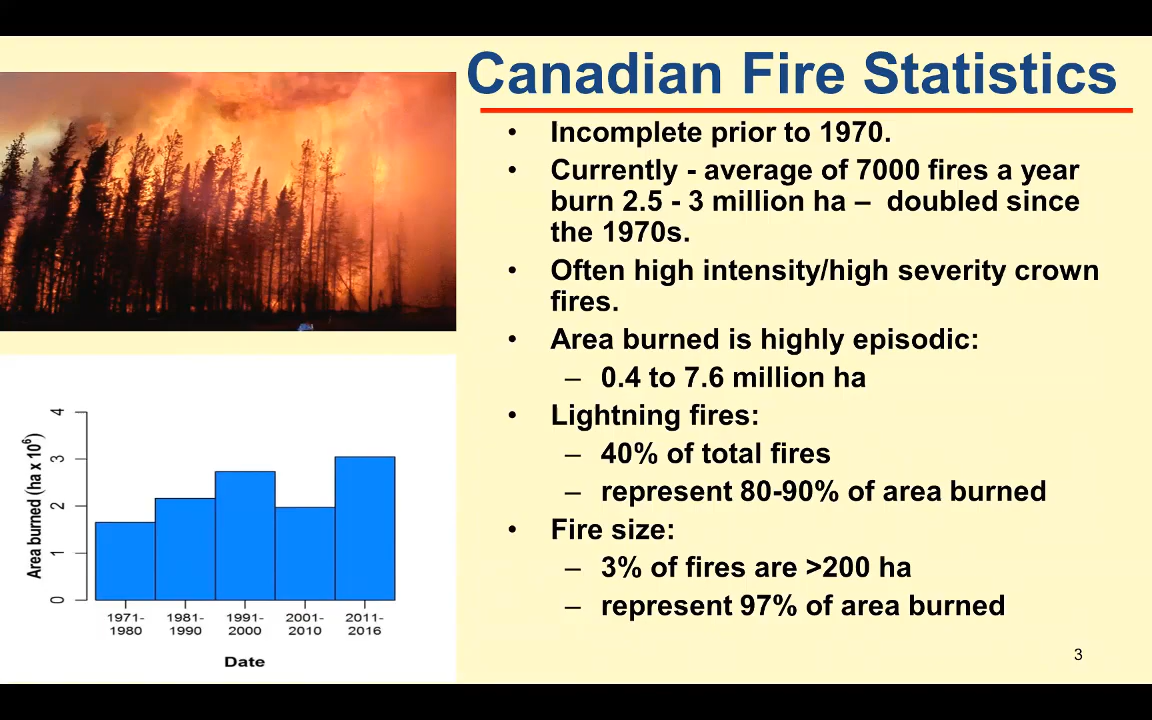 Canadian Fire Statistics
• Incomplete prior to 1970.
• Currently - average of 7000 fires a year
burn 2.5 - 3 million ha – doubled since
the 1970s.
• Often high intensity/high severity crown
fires.
• Area burned is highly episodic:
– 0.4 to 7.6 million ha
• Lightning fires:
– 40% of total fires
– represent 80-90% of area burned
• Fire size:
– 3% of fires are >200 ha
– represent 97% of area burned
Area burned (ha x 10⁶)
4
3
2
1
0
1971- 1981- 1991- 2001- 2011-
1980 1990 2000 2010 2016
Date
3